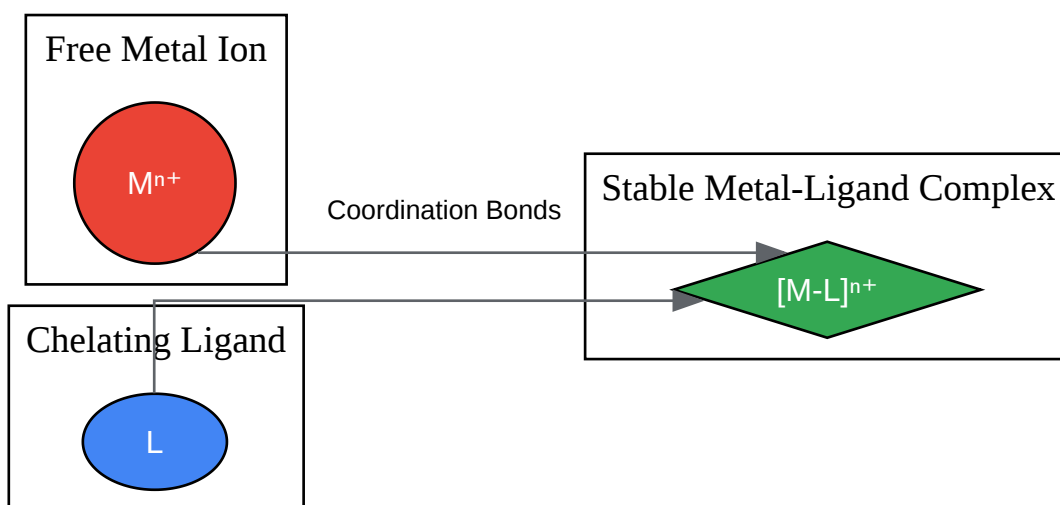 Free Metal Ion
Mⁿ⁺
Coordination Bonds
Stable Metal-Ligand Complex
[M-L]ⁿ⁺
Chelating Ligand
L